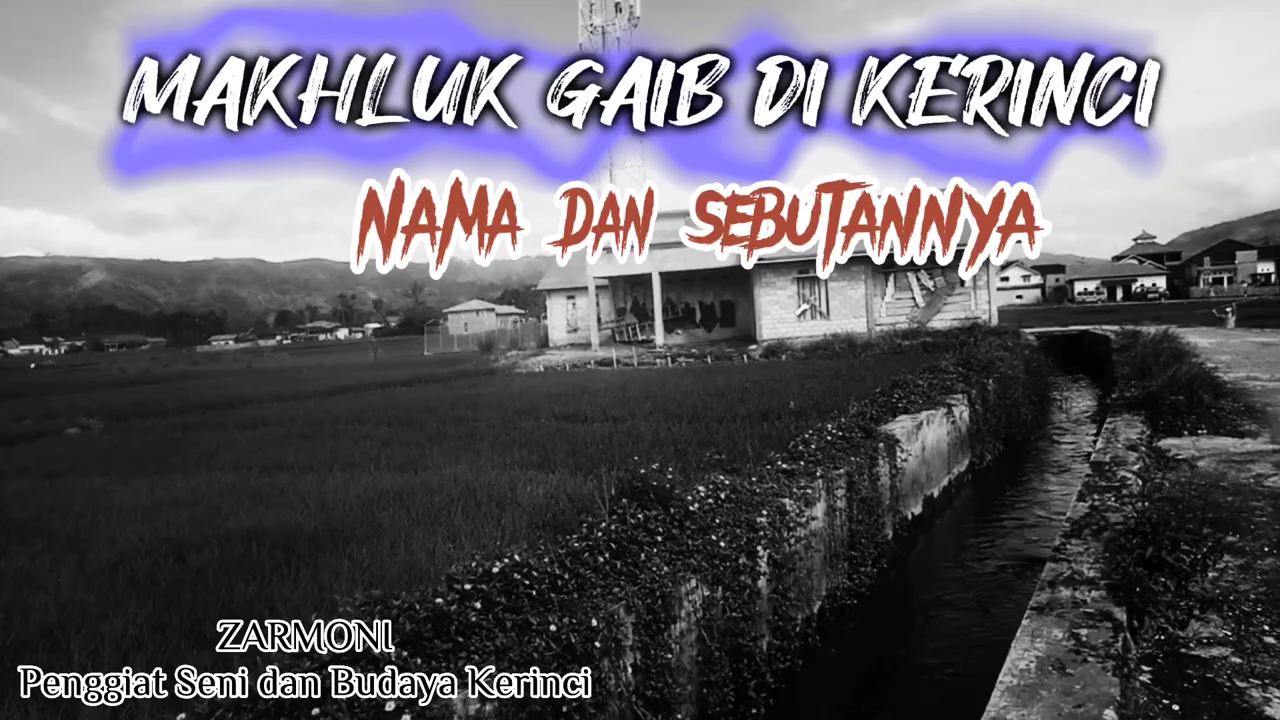 MAKHLUK GAIB DI KERINCI
NAMA DAN SEBUTANNYA
ZARMONI
Penggiat Seni dan Budaya Kerinci